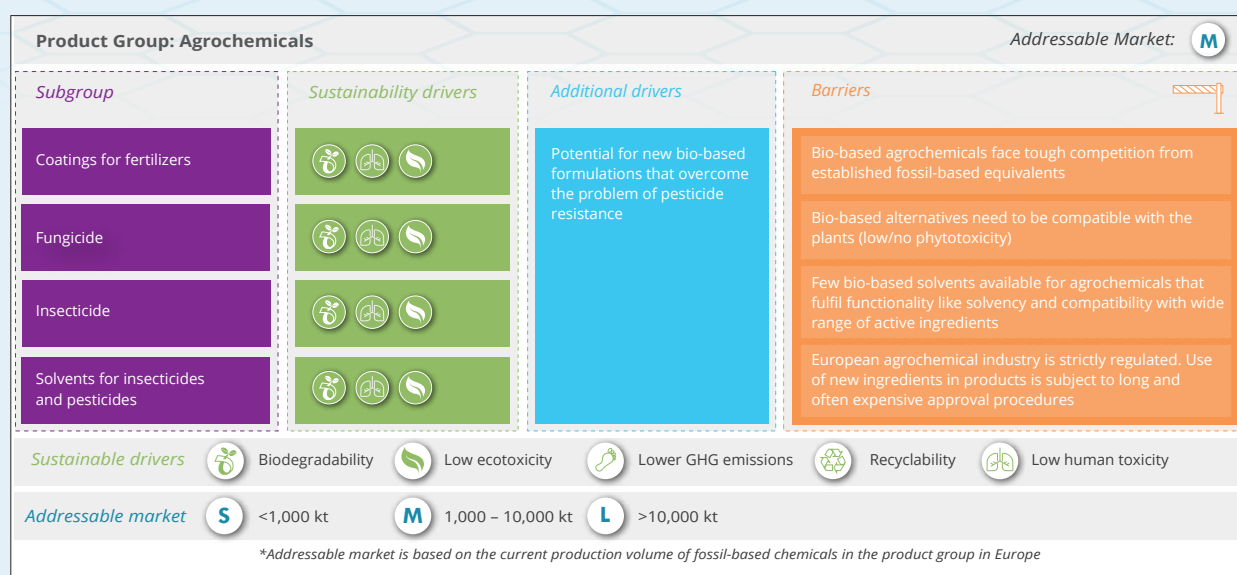 Product Group: Agrochemicals
Addressable Market: M
Subgroup
Sustainability drivers
Additional drivers
Barriers
Coatings for fertilizers
Fungicide
Insecticide
Solvents for insecticides
and pesticides
Potential for new bio-based
formulations that overcome
the problem of pesticide
resistance
Bio-based agrochemicals face tough competition from
established fossil-based equivalents
Bio-based alternatives need to be compatible with the
plants (low/no phytotoxicity)
Few bio-based solvents available for agrochemicals that
fulfil functionality like solvency and compatibility with wide
range of active ingredients
European agrochemical industry is strictly regulated. Use
of new ingredients in products is subject to long and
often expensive approval procedures
Sustainable drivers
Biodegradability
Low ecotoxicity
Lower GHG emissions
Recyclability
Low human toxicity
Addressable market
S <1,000 kt
M 1,000 – 10,000 kt
L >10,000 kt
*Addressable market is based on the current production volume of fossil-based chemicals in the product group in Europe